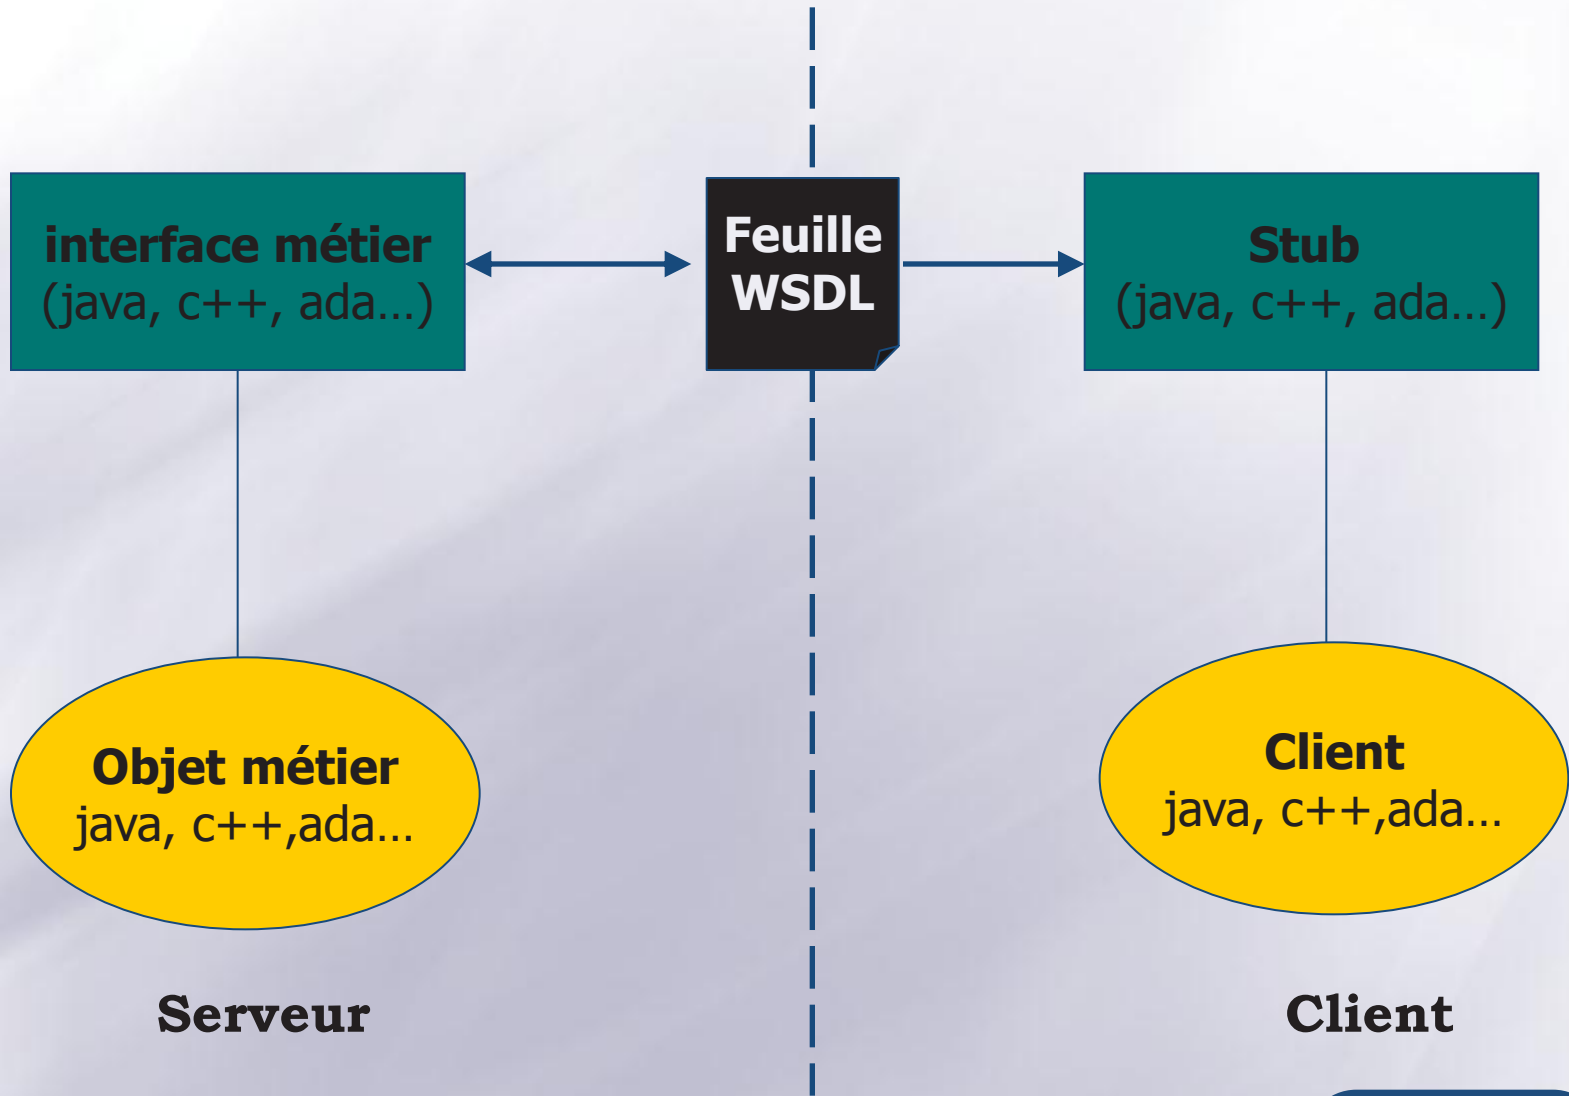 interface métier
(java, c++, ada...)
Feuille
WSDL
Stub
(java, c++, ada...)
Objet métier
java, c++,ada...
Client
java, c++,ada...
Serveur
Client